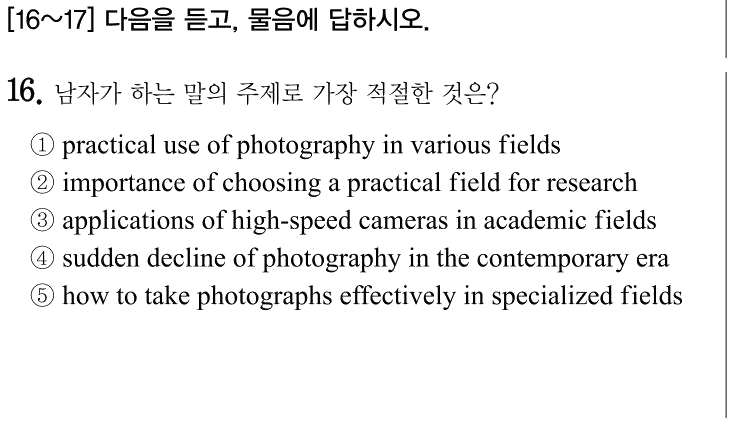 [16～17] 다음을 듣고, 물음에 답하시오.
16. 남자가 하는 말의 주제로 가장 적절한 것은?
① practical use of photography in various fields
② importance of choosing a practical field for research
③ applications of high-speed cameras in academic fields
④ sudden decline of photography in the contemporary era
⑤ how to take photographs effectively in specialized fields